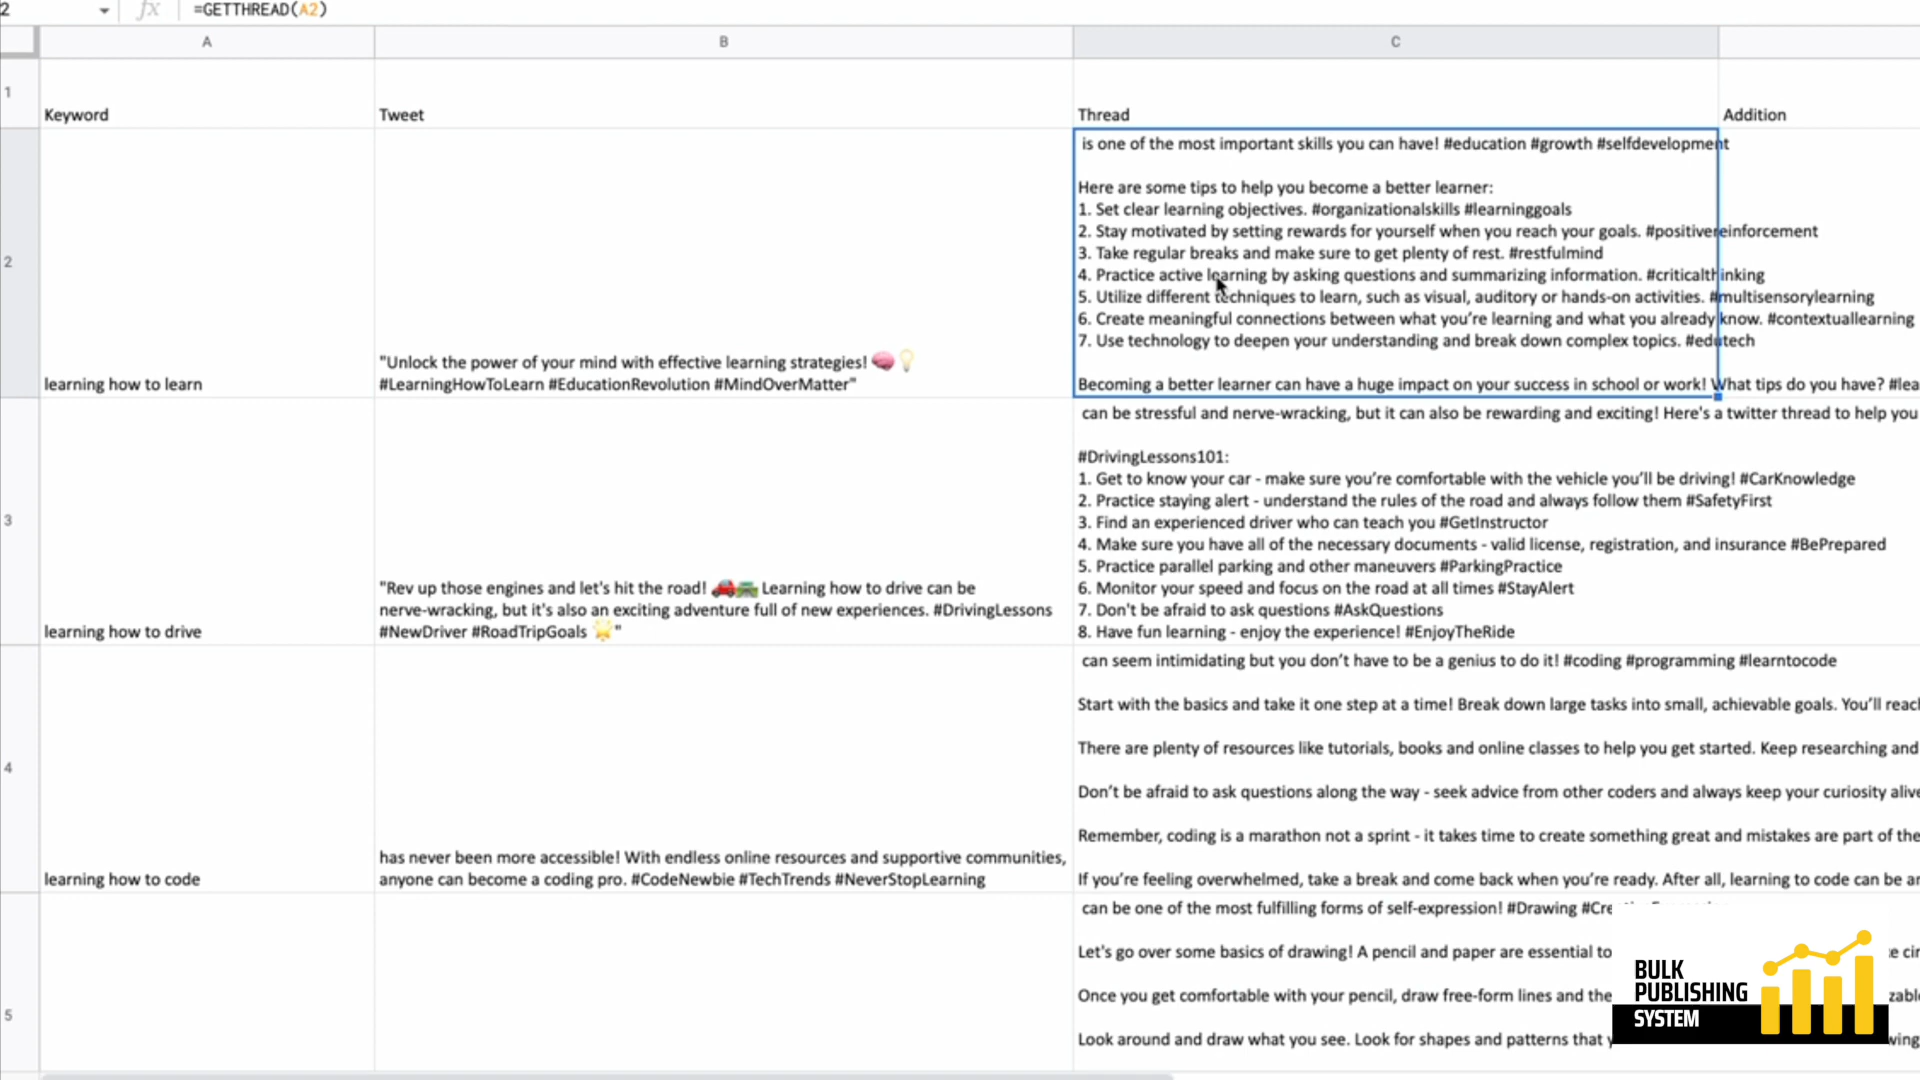 2 fx =GETTHREAD(A2)
A B C
1 Keyword Tweet Thread Addition
is one of the most important skills you can have! #education #growth #selfdevelopment
Here are some tips to help you become a better learner:
1. Set clear learning objectives. #organizationalskills #learninggoals
2. Stay motivated by setting rewards for yourself when you reach your goals. #positivereinforcement
3. Take regular breaks and make sure to get plenty of rest. #restfulmind
4. Practice active learning by asking questions and summarizing information. #criticalthinking
5. Utilize different techniques to learn, such as visual, auditory or hands-on activities. #multisensorylearning
6. Create meaningful connections between what you're learning and what you already know. #contextuallearning
7. Use technology to deepen your understanding and break down complex topics. #edutech
Becoming a better learner can have a huge impact on your success in school or work! What tips do you have? #lea
2
"Unlock the power of your mind with effective learning strategies! 🧠💡
#LearningHowToLearn #EducationRevolution #MindOverMatter"
learning how to learn
can be stressful and nerve-wracking, but it can also be rewarding and exciting! Here's a twitter thread to help you
#DrivingLessons101:
1. Get to know your car - make sure you're comfortable with the vehicle you'll be driving! #CarKnowledge
2. Practice staying alert - understand the rules of the road and always follow them #SafetyFirst
3. Find an experienced driver who can teach you #GetInstructor
4. Make sure you have all of the necessary documents - valid license, registration, and insurance #BePrepared
5. Practice parallel parking and other maneuvers #ParkingPractice
6. Monitor your speed and focus on the road at all times #StayAlert
7. Don't be afraid to ask questions #AskQuestions
8. Have fun learning - enjoy the experience! #EnjoyTheRide
3
"Rev up those engines and let's hit the road! 🚗 Learning how to drive can be
nerve-wracking, but it's also an exciting adventure full of new experiences. #DrivingLessons
#NewDriver #RoadTripGoals 🌟"
learning how to drive
can seem intimidating but you don't have to be a genius to do it! #coding #programming #learntocode
Start with the basics and take it one step at a time! Break down large tasks into small, achievable goals. You'll reac
There are plenty of resources like tutorials, books and online classes to help you get started. Keep researching and
Don't be afraid to ask questions along the way - seek advice from other coders and always keep your curiosity alive
Remember, coding is a marathon not a sprint - it takes time to create something great and mistakes are part of the
If you're feeling overwhelmed, take a break and come back when you're ready. After all, learning to code can be a
4
has never been more accessible! With endless online resources and supportive communities,
anyone can become a coding pro. #CodeNewbie #TechTrends #NeverStopLearning
learning how to code
can be one of the most fulfilling forms of self-expression! #Drawing #Cre
Let's go over some basics of drawing! A pencil and paper are essential to
Once you get comfortable with your pencil, draw free-form lines and the
Look around and draw what you see. Look for shapes and patterns that
5
BULK
PUBLISHING
SYSTEM